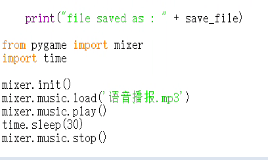 print("file saved as : " + save_file)
from pygame import mixer
import time
mixer.init()
mixer.music.load('语音播报.mp3')
mixer.music.play()
time.sleep(30)
mixer.music.stop()